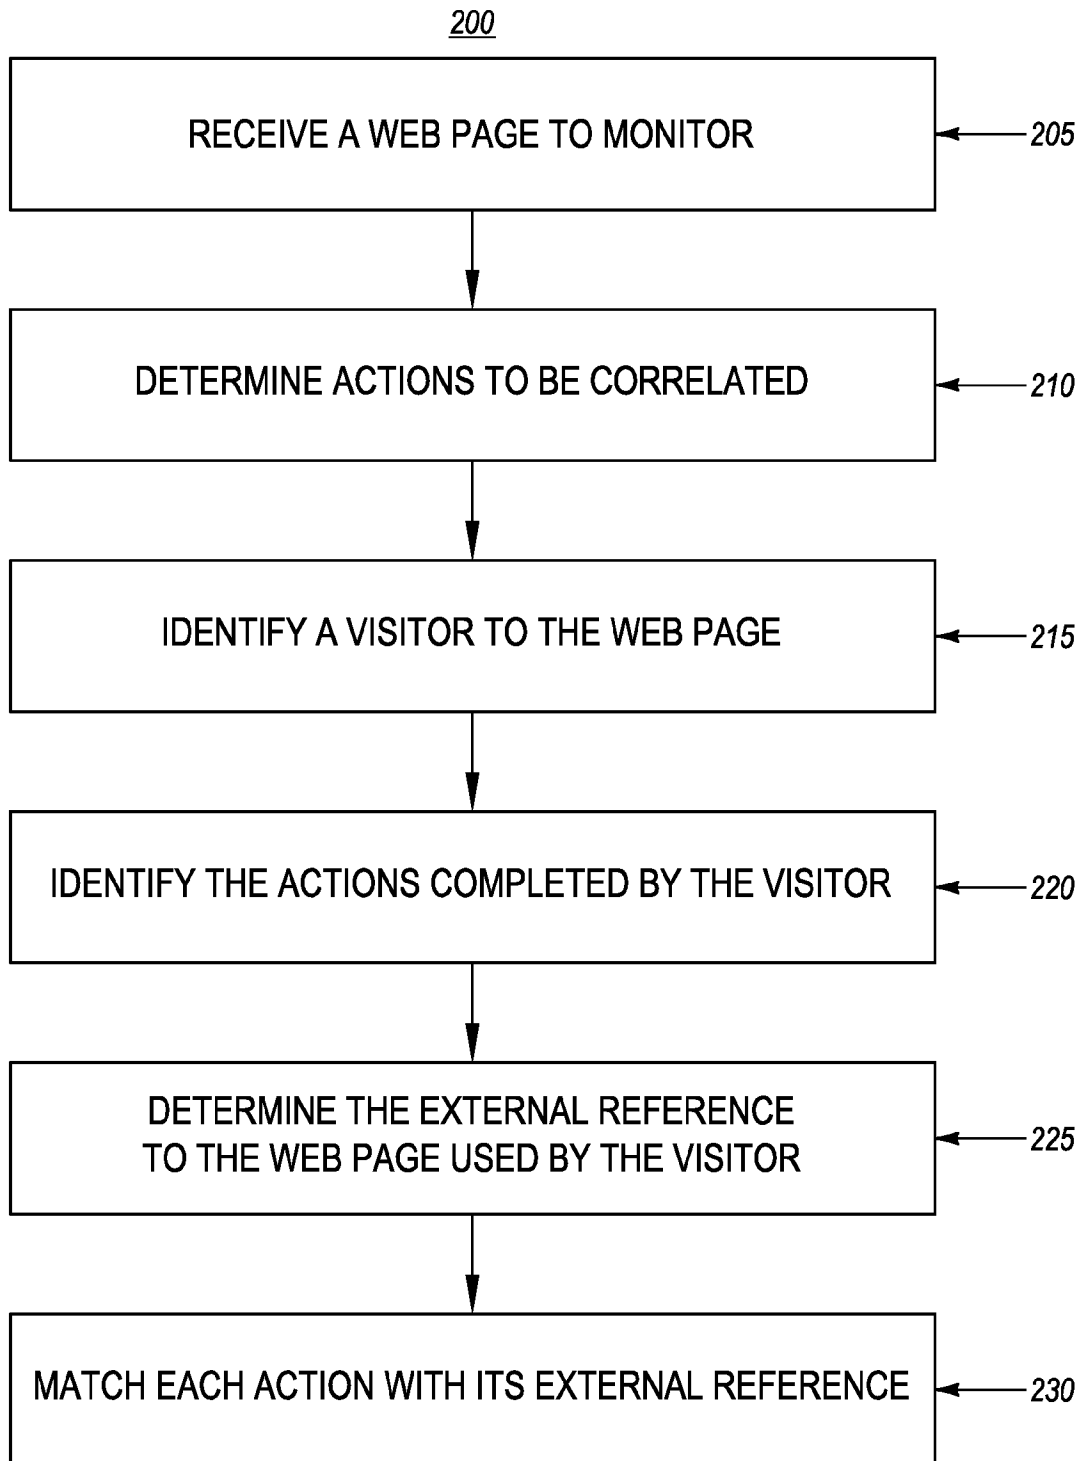 200
RECEIVE A WEB PAGE TO MONITOR
205
DETERMINE ACTIONS TO BE CORRELATED
210
IDENTIFY A VISITOR TO THE WEB PAGE
215
IDENTIFY THE ACTIONS COMPLETED BY THE VISITOR
220
DETERMINE THE EXTERNAL REFERENCE
TO THE WEB PAGE USED BY THE VISITOR
225
MATCH EACH ACTION WITH ITS EXTERNAL REFERENCE
230